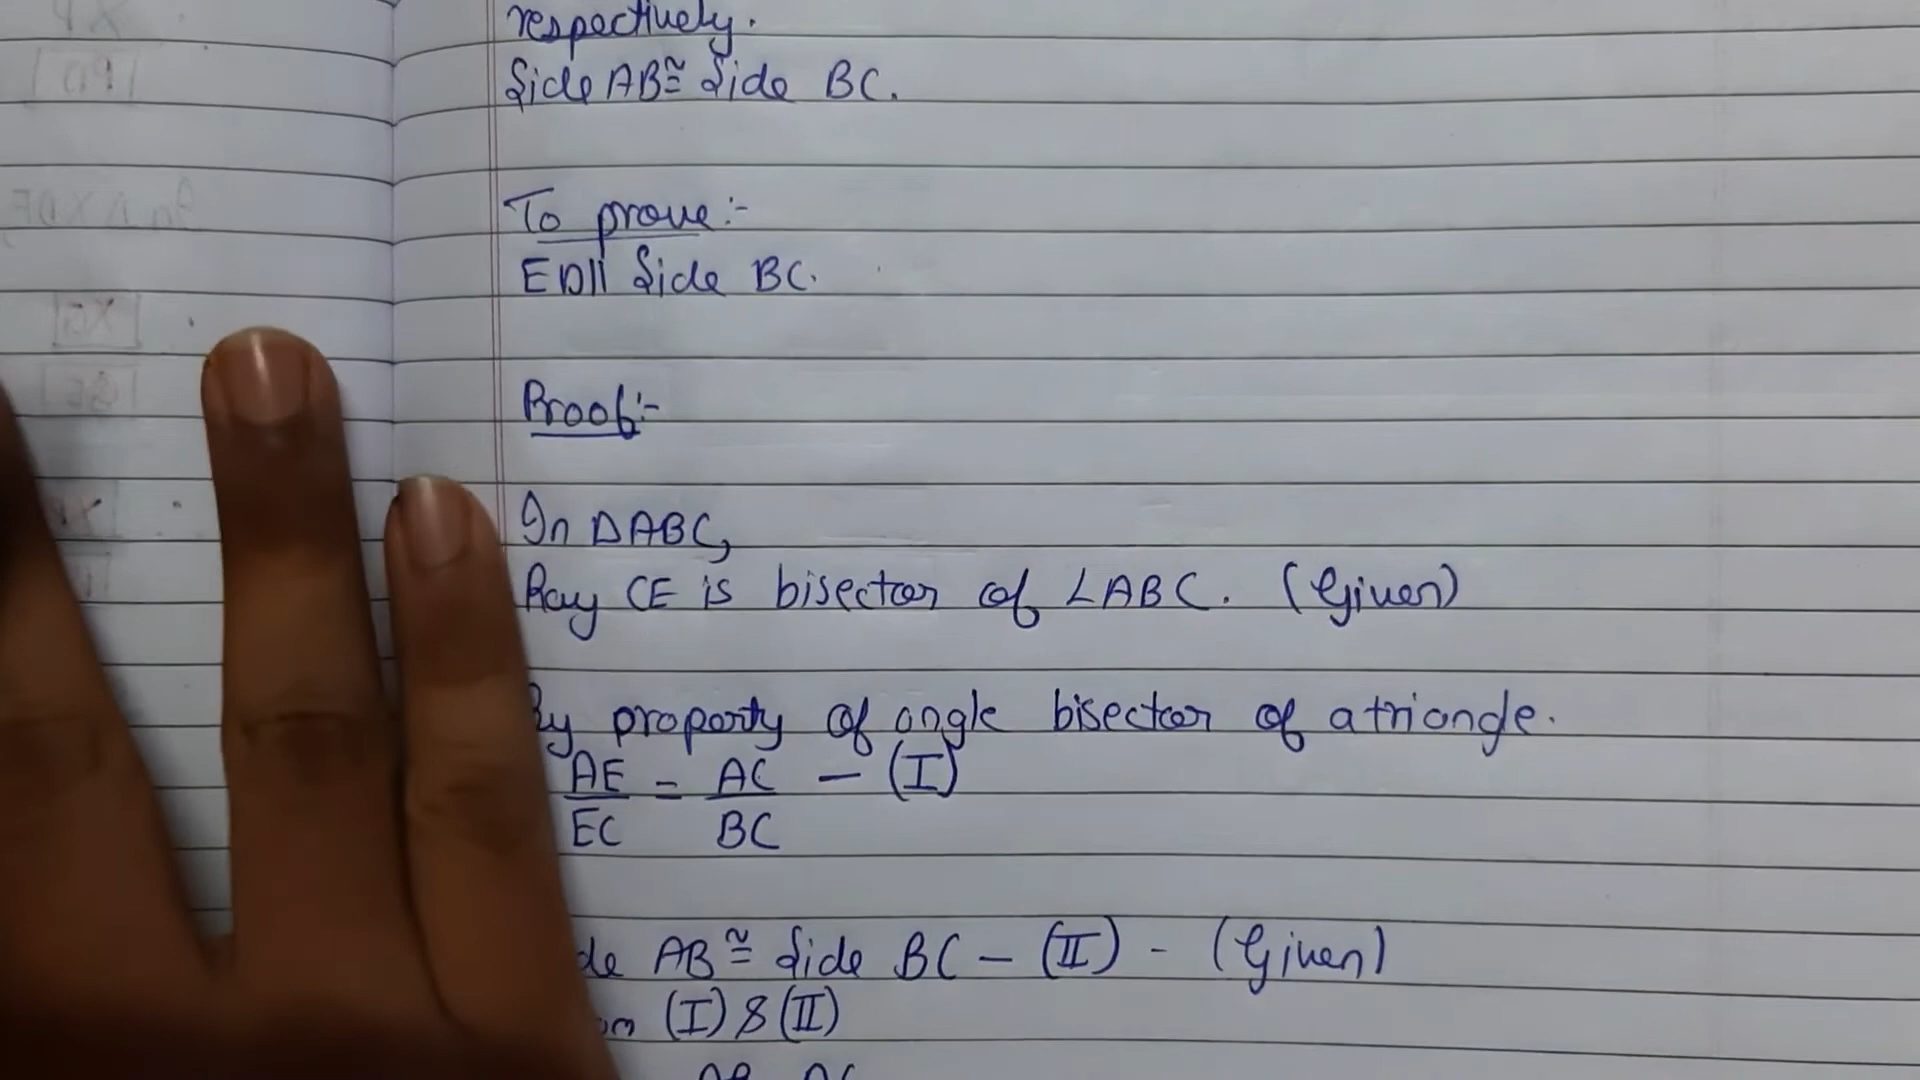 respectively.
Side AB ≅ Side BC.
To prove:-
ED || Side BC.
Proof:-
In ΔABC,
Ray CE is bisector of ∠ABC. (Given)
By property of angle bisector of a triangle.
AE/EC = AC/BC — (I)
AB ≅ Side BC — (II) - (Given)
(I) & (II)